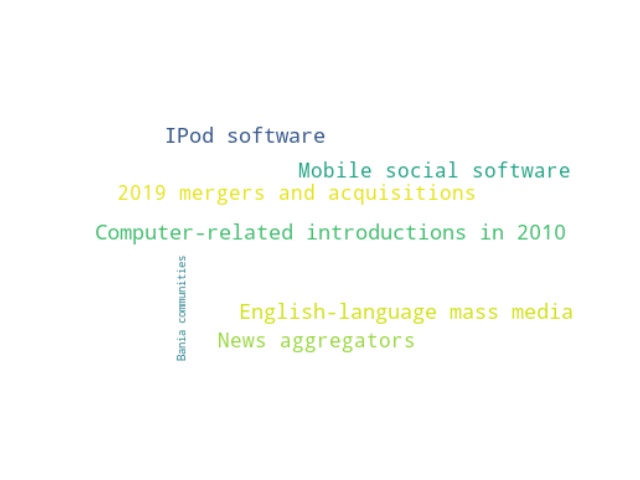 IPod software
Mobile social software
2019 mergers and acquisitions
Computer-related introductions in 2010
Bania communities
English-language mass media
News aggregators